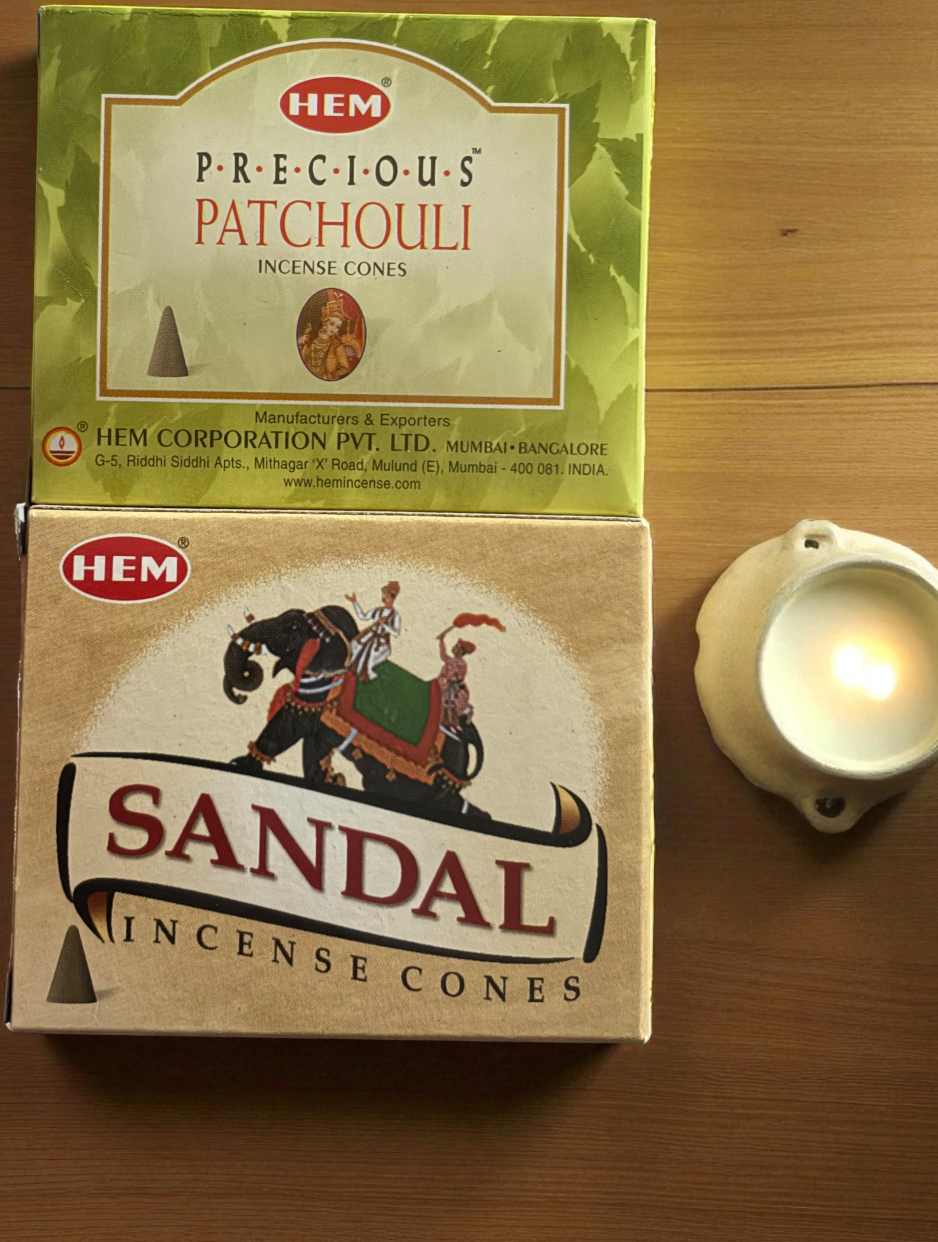 HEM®
P·R·E·C·I·O·U·S™
PATCHOULI
INCENSE CONES
Manufacturers & Exporters
® HEM CORPORATION PVT. LTD. MUMBAI•BANGALORE
G-5, Riddhi Siddhi Apts., Mithagar 'X' Road, Mulund (E), Mumbai - 400 081. INDIA.
www.hemincense.com
HEM®
SANDAL
INCENSE CONES